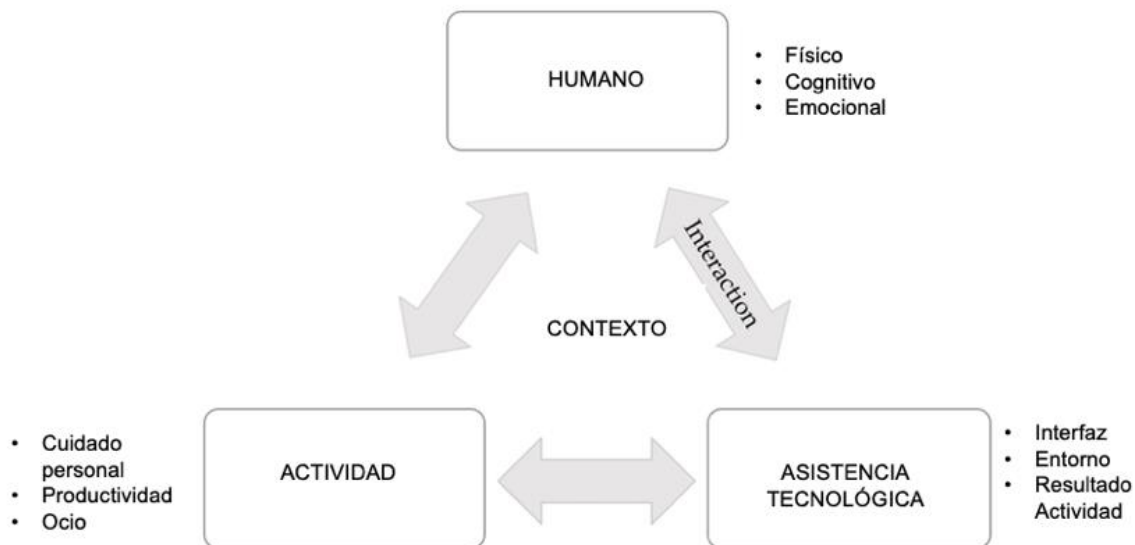 HUMANO
• Físico
• Cognitivo
• Emocional
Interaction
CONTEXTO
• Cuidado
personal
• Productividad
• Ocio
ACTIVIDAD
ASISTENCIA
TECNOLÓGICA
• Interfaz
• Entorno
• Resultado
Actividad